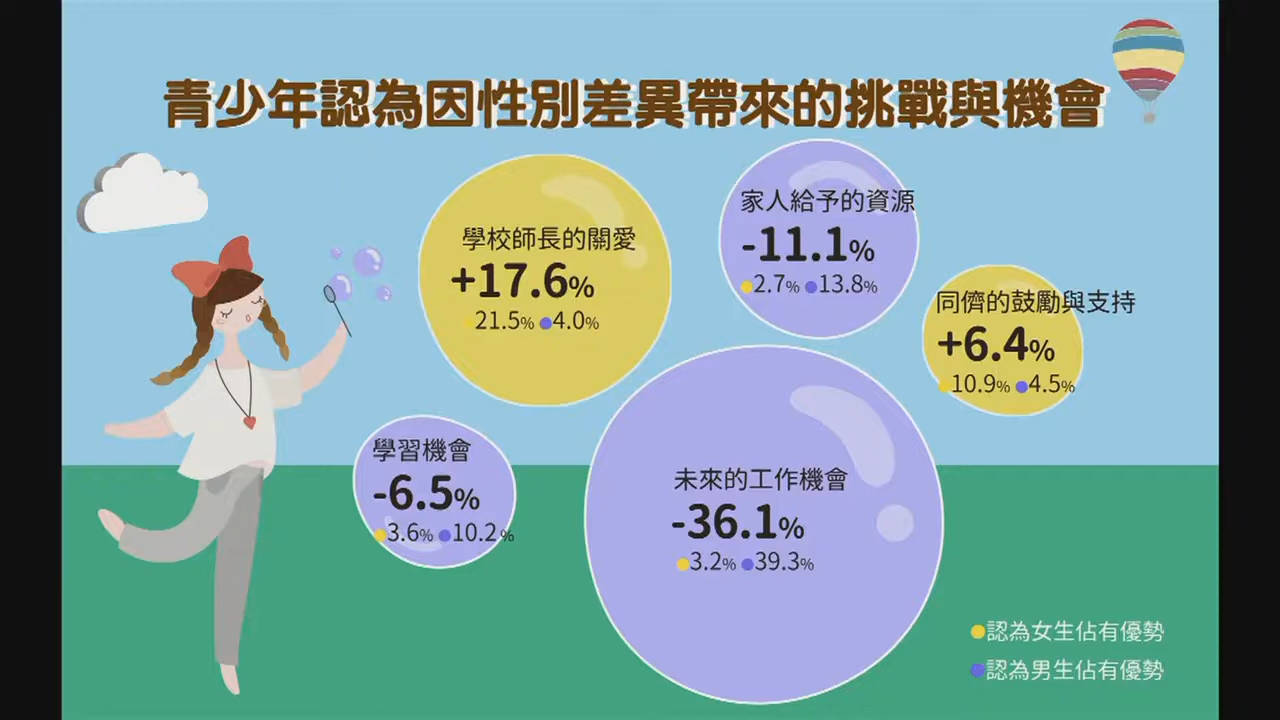 青少年認為因性別差異帶來的挑戰與機會
學校師長的關愛
+17.6%
21.5% 4.0%
家人給予的資源
-11.1%
2.7% 13.8%
同儕的鼓勵與支持
+6.4%
10.9% 4.5%
學習機會
-6.5%
3.6% 10.2%
未來的工作機會
-36.1%
3.2% 39.3%
認為女生佔有優勢
認為男生佔有優勢